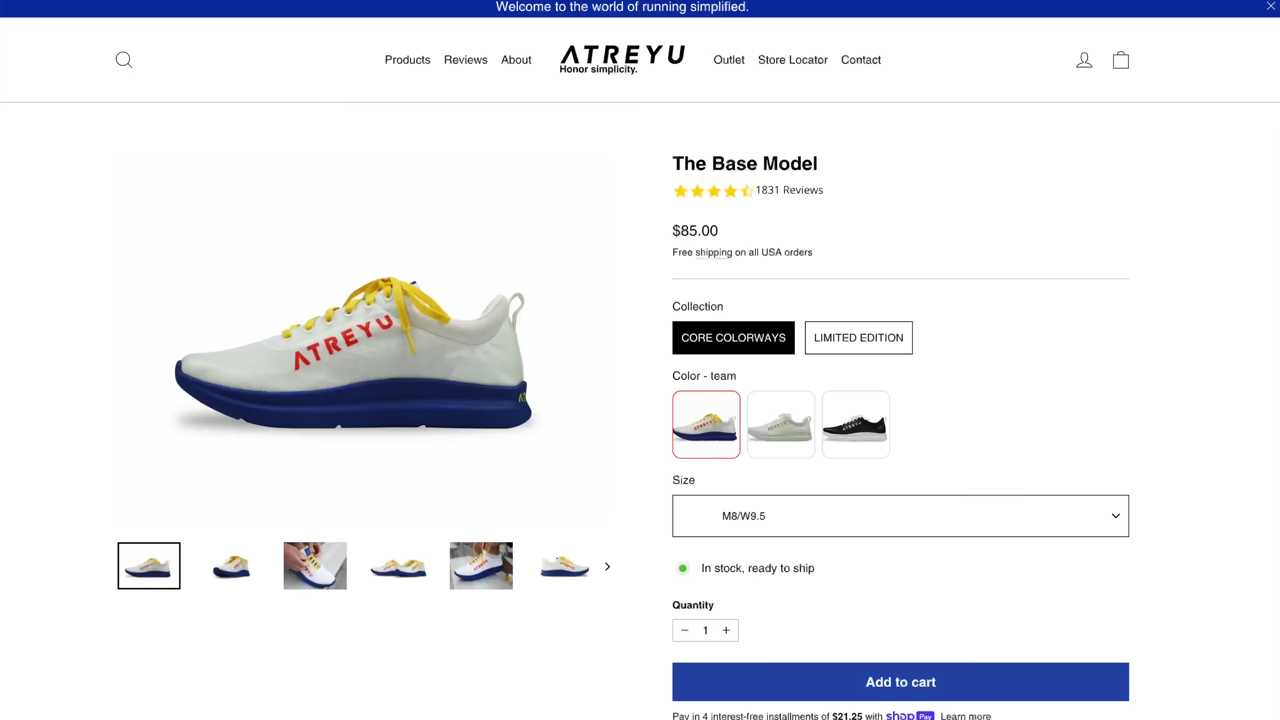 Welcome to the world of running simplified.
Products Reviews About
ATREYU
Honor simplicity.
Outlet Store Locator Contact
ATREYU
The Base Model
1831 Reviews
$85.00
Free shipping on all USA orders
Collection
CORE COLORWAYS LIMITED EDITION
Color - team
Size
M8/W9.5
In stock, ready to ship
Quantity
− 1 +
Add to cart
Pay in 4 interest-free installments of $21.25 with shop Pay Learn more